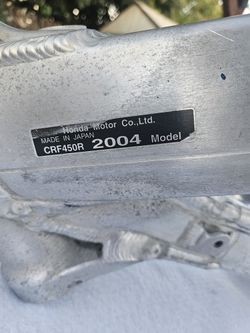 Honda Motor Co.,Ltd.
MADE IN JAPAN
CRF450R 2004 Model